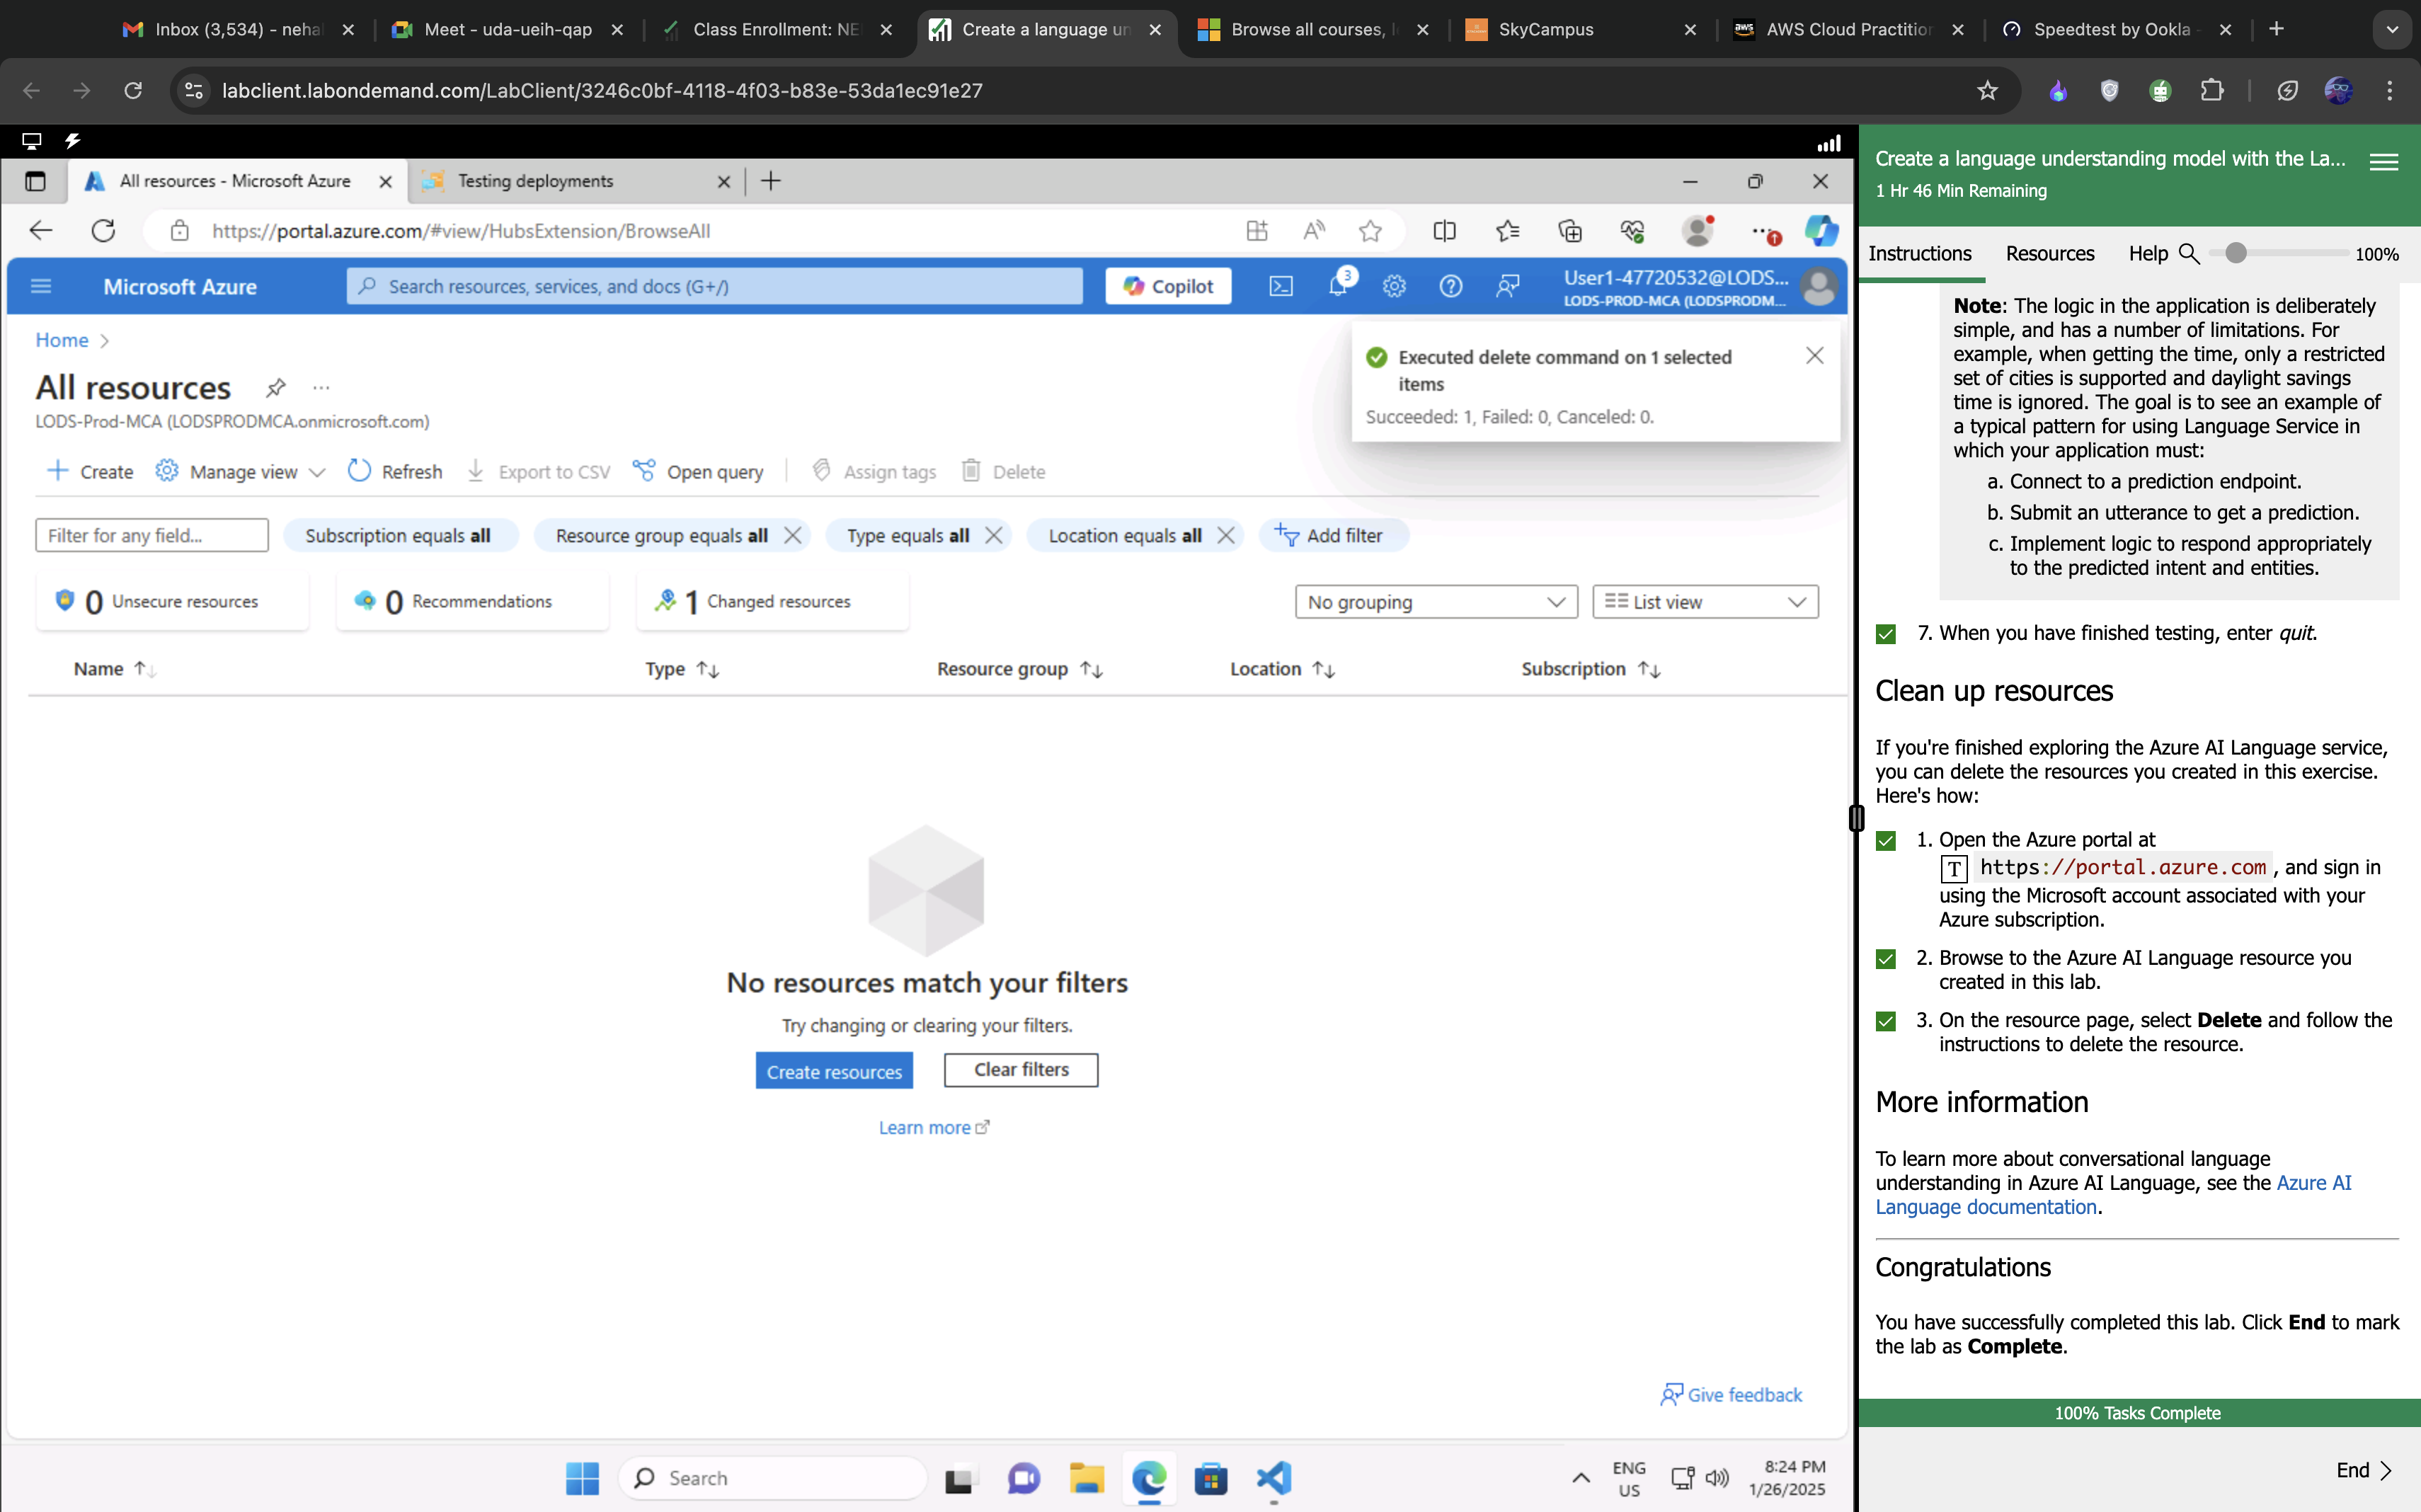 Inbox (3,534) - neha
Meet - uda-ueih-qap
Class Enrollment: NE
Create a language un
Browse all courses, l
SkyCampus
aws
AWS Cloud Practition
Speedtest by Ookla -
labclient.labondemand.com/LabClient/3246c0bf-4118-4f03-b83e-53da1ec91e27
All resources - Microsoft Azure
Testing deployments
https://portal.azure.com/#view/HubsExtension/BrowseAll
Microsoft Azure
Search resources, services, and docs (G+/)
Copilot
3
User1-47720532@LODS...
LODS-PROD-MCA (LODSPRODM...
Home
All resources
LODS-Prod-MCA (LODSPRODMCA.onmicrosoft.com)
Executed delete command on 1 selected
items
Succeeded: 1, Failed: 0, Canceled: 0.
Create
Manage view
Refresh
Export to CSV
Open query
Assign tags
Delete
Filter for any field...
Subscription equals all
Resource group equals all
Type equals all
Location equals all
Add filter
0 Unsecure resources
0 Recommendations
1 Changed resources
No grouping
List view
Name
Type
Resource group
Location
Subscription
No resources match your filters
Try changing or clearing your filters.
Create resources
Clear filters
Learn more
Give feedback
Search
ENG
US
8:24 PM
1/26/2025
Create a language understanding model with the La...
1 Hr 46 Min Remaining
Instructions
Resources
Help
100%
Note: The logic in the application is deliberately
simple, and has a number of limitations. For
example, when getting the time, only a restricted
set of cities is supported and daylight savings
time is ignored. The goal is to see an example of
a typical pattern for using Language Service in
which your application must:
a. Connect to a prediction endpoint.
b. Submit an utterance to get a prediction.
c. Implement logic to respond appropriately
to the predicted intent and entities.
7. When you have finished testing, enter quit.
Clean up resources
If you're finished exploring the Azure AI Language service,
you can delete the resources you created in this exercise.
Here's how:
1. Open the Azure portal at
T https://portal.azure.com, and sign in
using the Microsoft account associated with your
Azure subscription.
2. Browse to the Azure AI Language resource you
created in this lab.
3. On the resource page, select Delete and follow the
instructions to delete the resource.
More information
To learn more about conversational language
understanding in Azure AI Language, see the Azure AI
Language documentation.
Congratulations
You have successfully completed this lab. Click End to mark
the lab as Complete.
100% Tasks Complete
End